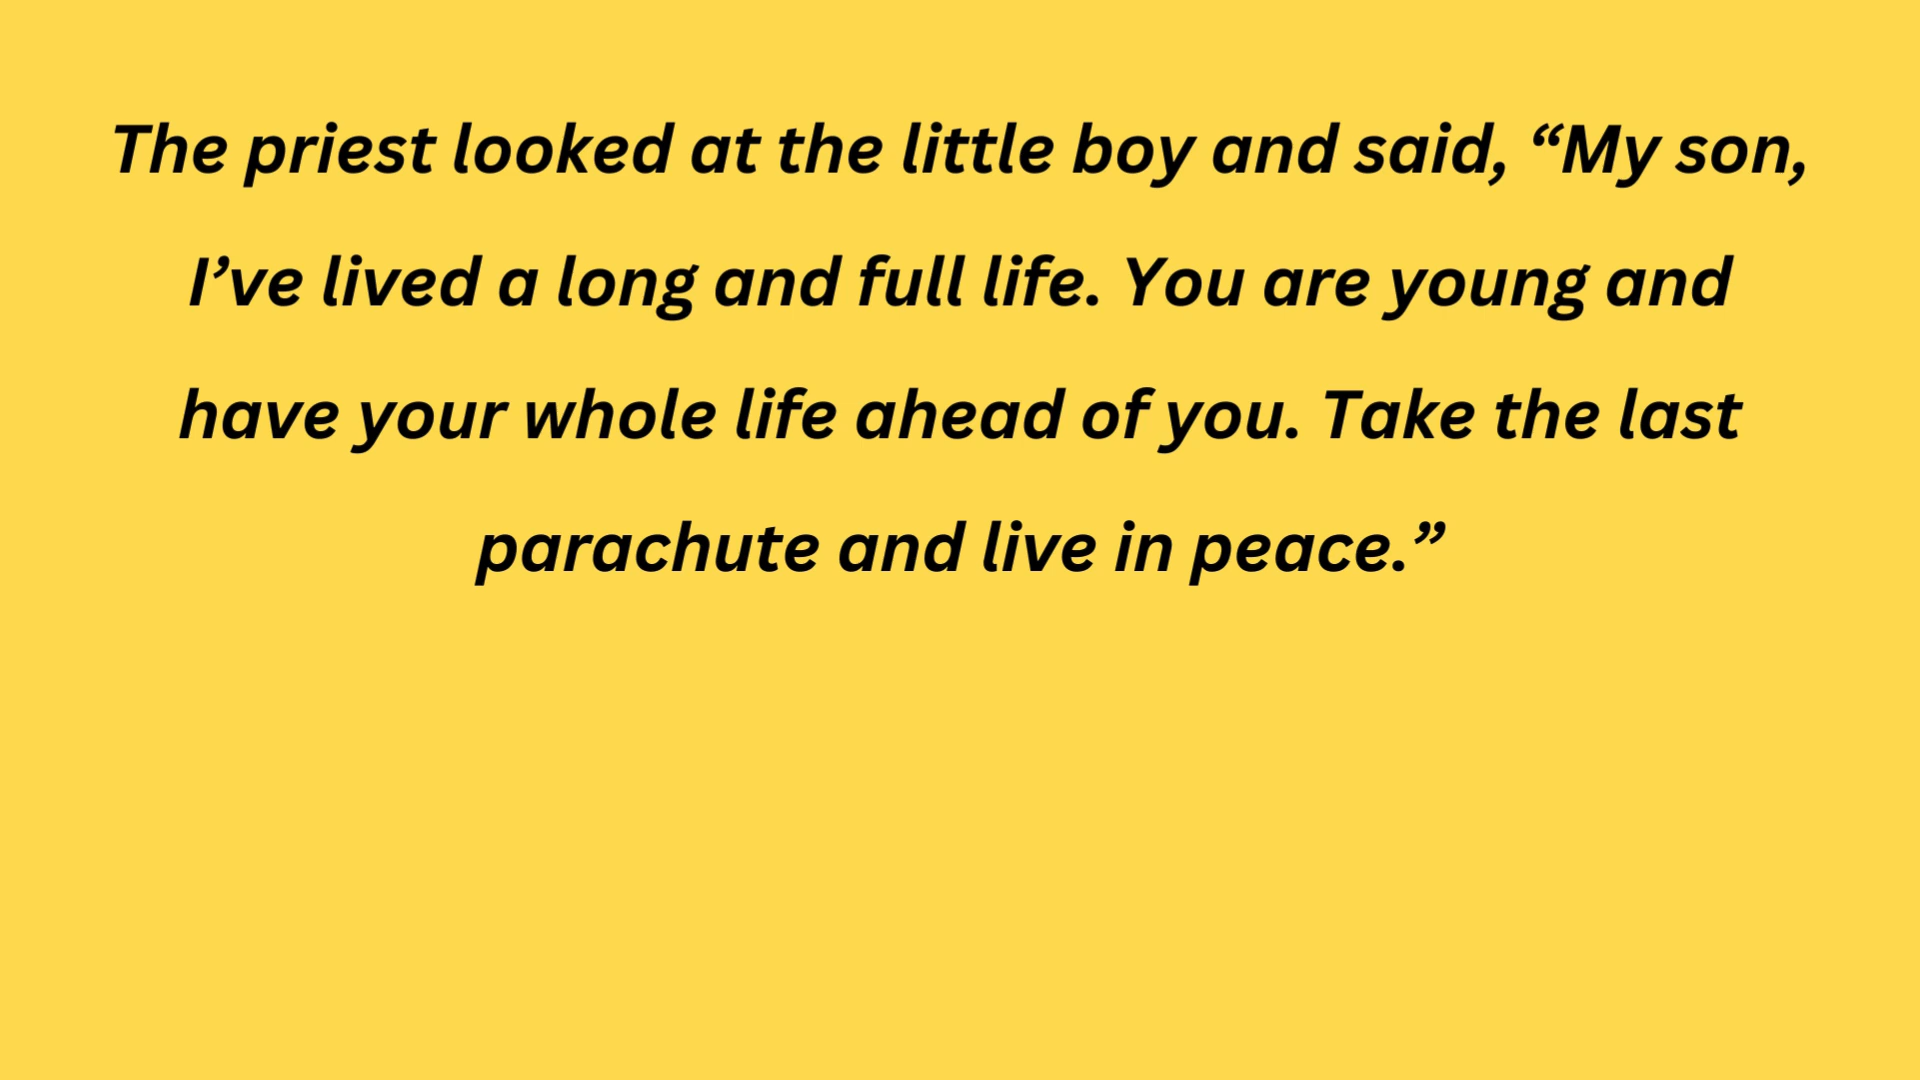 The priest looked at the little boy and said, “My son,
I’ve lived a long and full life. You are young and
have your whole life ahead of you. Take the last
parachute and live in peace.”